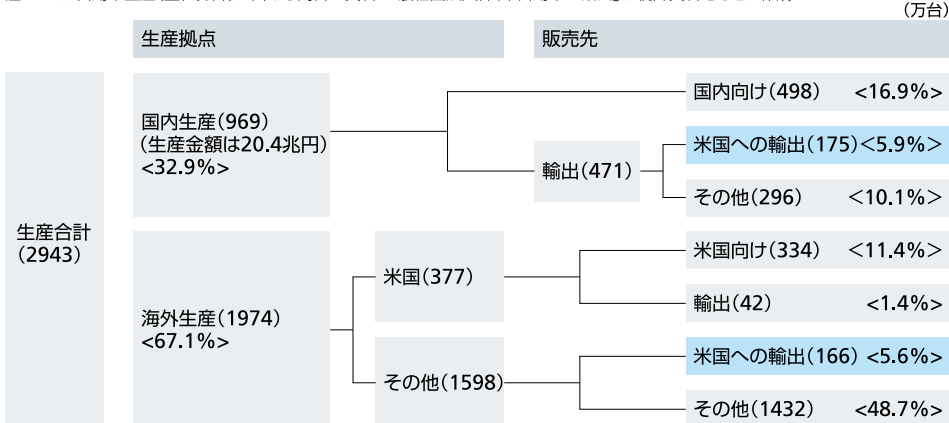 (万台)
生産拠点
販売先
生産合計
(2943)
国内生産(969)
(生産金額は20.4兆円)
<32.9%>
国内向け(498) <16.9%>
輸出(471)
米国への輸出(175)<5.9%>
その他(296) <10.1%>
海外生産(1974)
<67.1%>
米国(377)
米国向け(334) <11.4%>
輸出(42) <1.4%>
その他(1598)
米国への輸出(166) <5.6%>
その他(1432) <48.7%>